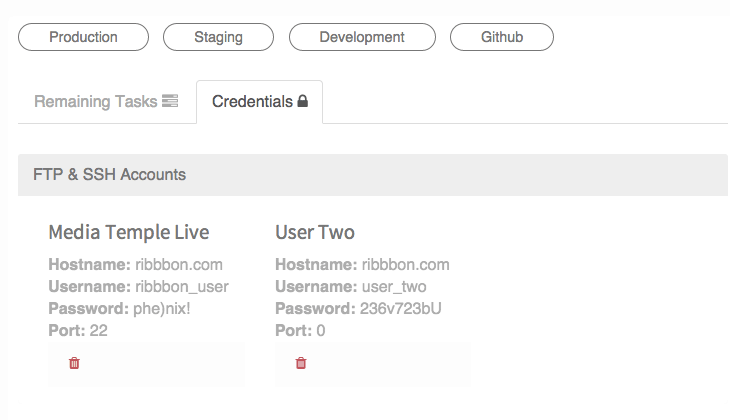 Production Staging Development Github
Remaining Tasks Credentials
FTP & SSH Accounts
Media Temple Live
Hostname: ribbbon.com
Username: ribbbon_user
Password: phe)nix!
Port: 22
User Two
Hostname: ribbbon.com
Username: user_two
Password: 236v723bU
Port: 0